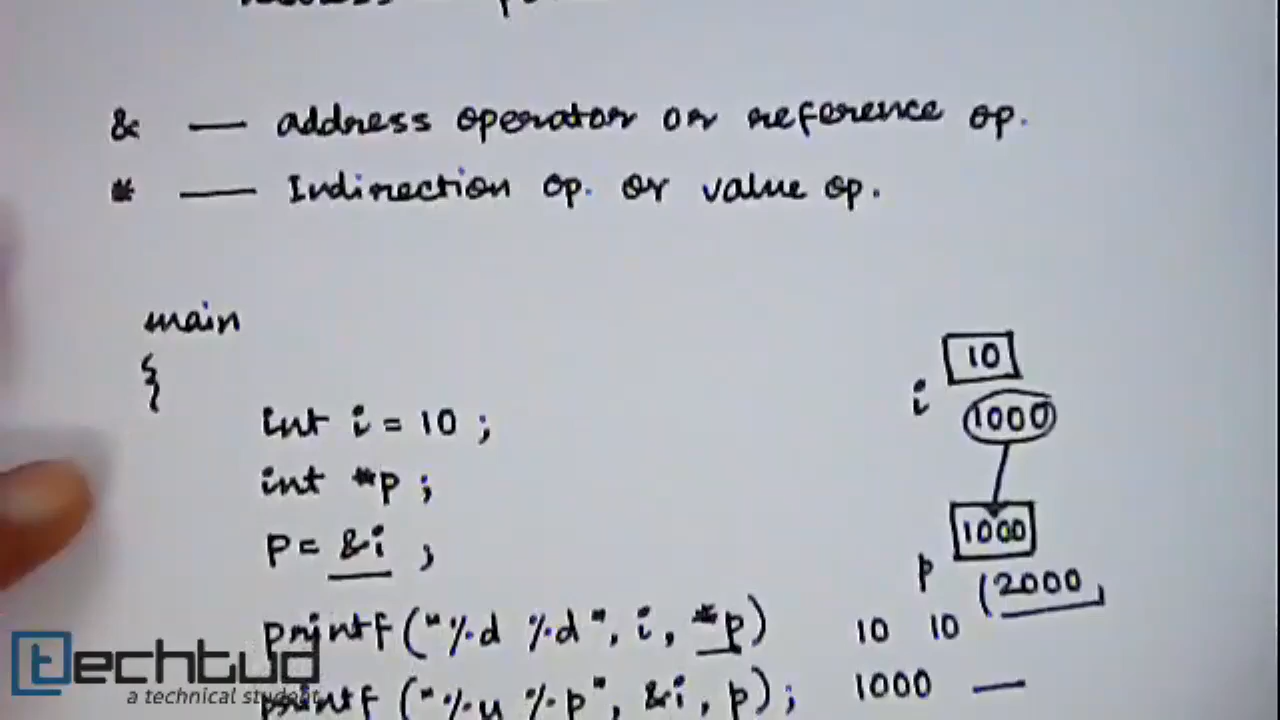 & — address operator or reference op.
* — Indirection op. or value op.
main
{
int i = 10 ;
int *p ;
p = &i ;
printf ("%d %d", i, *p) 10 10
printf ("%u %p", &i, p); 1000 —
10
i
1000
1000
p
(2000)
techtud
a technical student